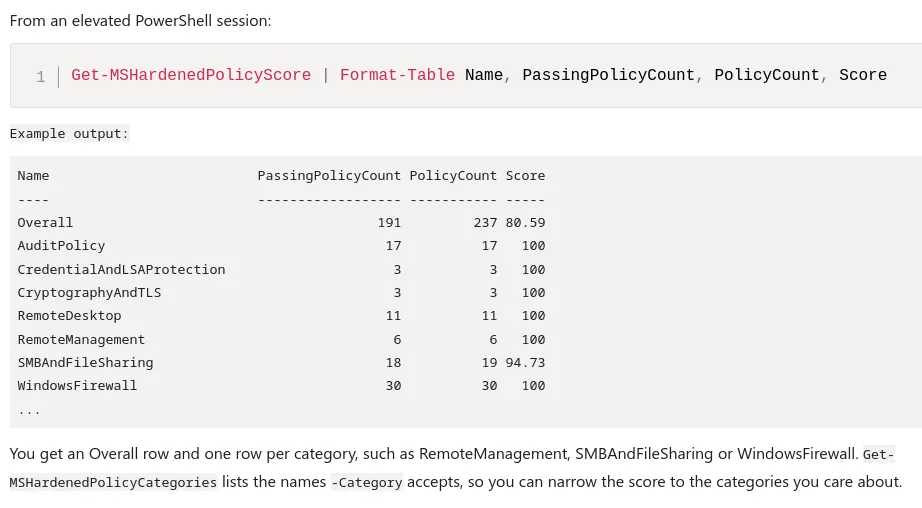 From an elevated PowerShell session:
1 Get-MSHardenedPolicyScore | Format-Table Name, PassingPolicyCount, PolicyCount, Score
Example output:
Name PassingPolicyCount PolicyCount Score
---- ------------------ ----------- -----
Overall 191 237 80.59
AuditPolicy 17 17 100
CredentialAndLSAProtection 3 3 100
CryptographyAndTLS 3 3 100
RemoteDesktop 11 11 100
RemoteManagement 6 6 100
SMBAndFileSharing 18 19 94.73
WindowsFirewall 30 30 100
...
You get an Overall row and one row per category, such as RemoteManagement, SMBAndFileSharing or WindowsFirewall. Get-
MSHardenedPolicyCategories lists the names -Category accepts, so you can narrow the score to the categories you care about.